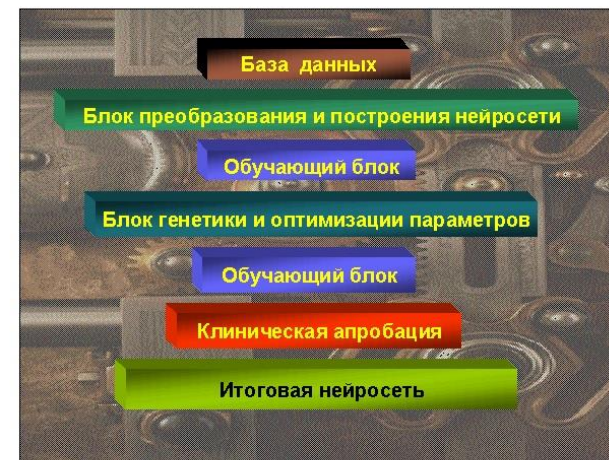 База данных
Блок преобразования и построения нейросети
Обучающий блок
Блок генетики и оптимизации параметров
Обучающий блок
Клиническая апробация
Итоговая нейросеть